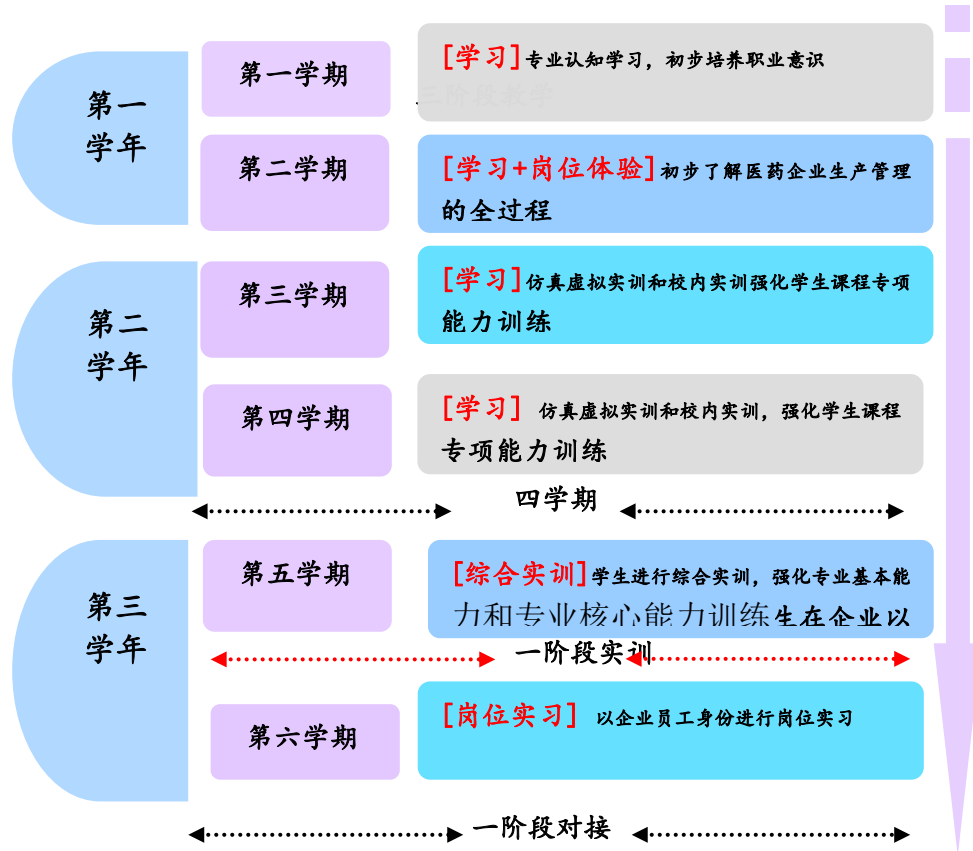 第一
学年
第一学期
[学习]专业认知学习，初步培养职业意识
三阶段教学
第二学期
[学习+岗位体验]初步了解医药企业生产管理
的全过程
第二
学年
第三学期
[学习]仿真虚拟实训和校内实训强化学生课程专项
能力训练
第四学期
[学习] 仿真虚拟实训和校内实训，强化学生课程
专项能力训练
四学期
第三
学年
第五学期
[综合实训]学生进行综合实训，强化专业基本能
力和专业核心能力训练生在企业以
一阶段实训
第六学期
[岗位实习] 以企业员工身份进行岗位实习
一阶段对接